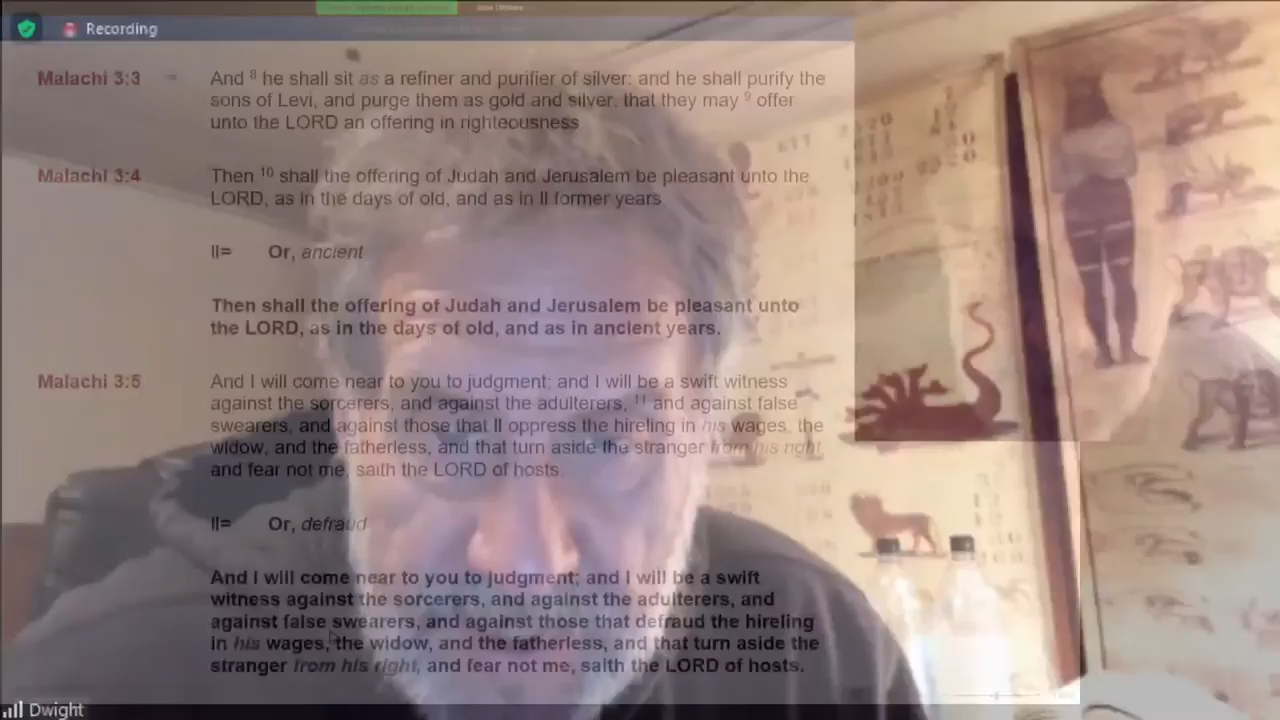 Recording
Malachi 3:3 And 8 he shall sit as a refiner and purifier of silver: and he shall purify the
sons of Levi, and purge them as gold and silver, that they may 9 offer
unto the LORD an offering in righteousness
Malachi 3:4 Then 10 shall the offering of Judah and Jerusalem be pleasant unto the
LORD, as in the days of old, and as in II former years
II= Or, ancient
Then shall the offering of Judah and Jerusalem be pleasant unto
the LORD, as in the days of old, and as in ancient years.
Malachi 3:5 And I will come near to you to judgment; and I will be a swift witness
against the sorcerers, and against the adulterers, 11 and against false
swearers, and against those that II oppress the hireling in his wages, the
widow, and the fatherless, and that turn aside the stranger from his right,
and fear not me, saith the LORD of hosts.
II= Or, defraud
And I will come near to you to judgment; and I will be a swift
witness against the sorcerers, and against the adulterers, and
against false swearers, and against those that defraud the hireling
in his wages, the widow, and the fatherless, and that turn aside the
stranger from his right, and fear not me, saith the LORD of hosts.
Dwight